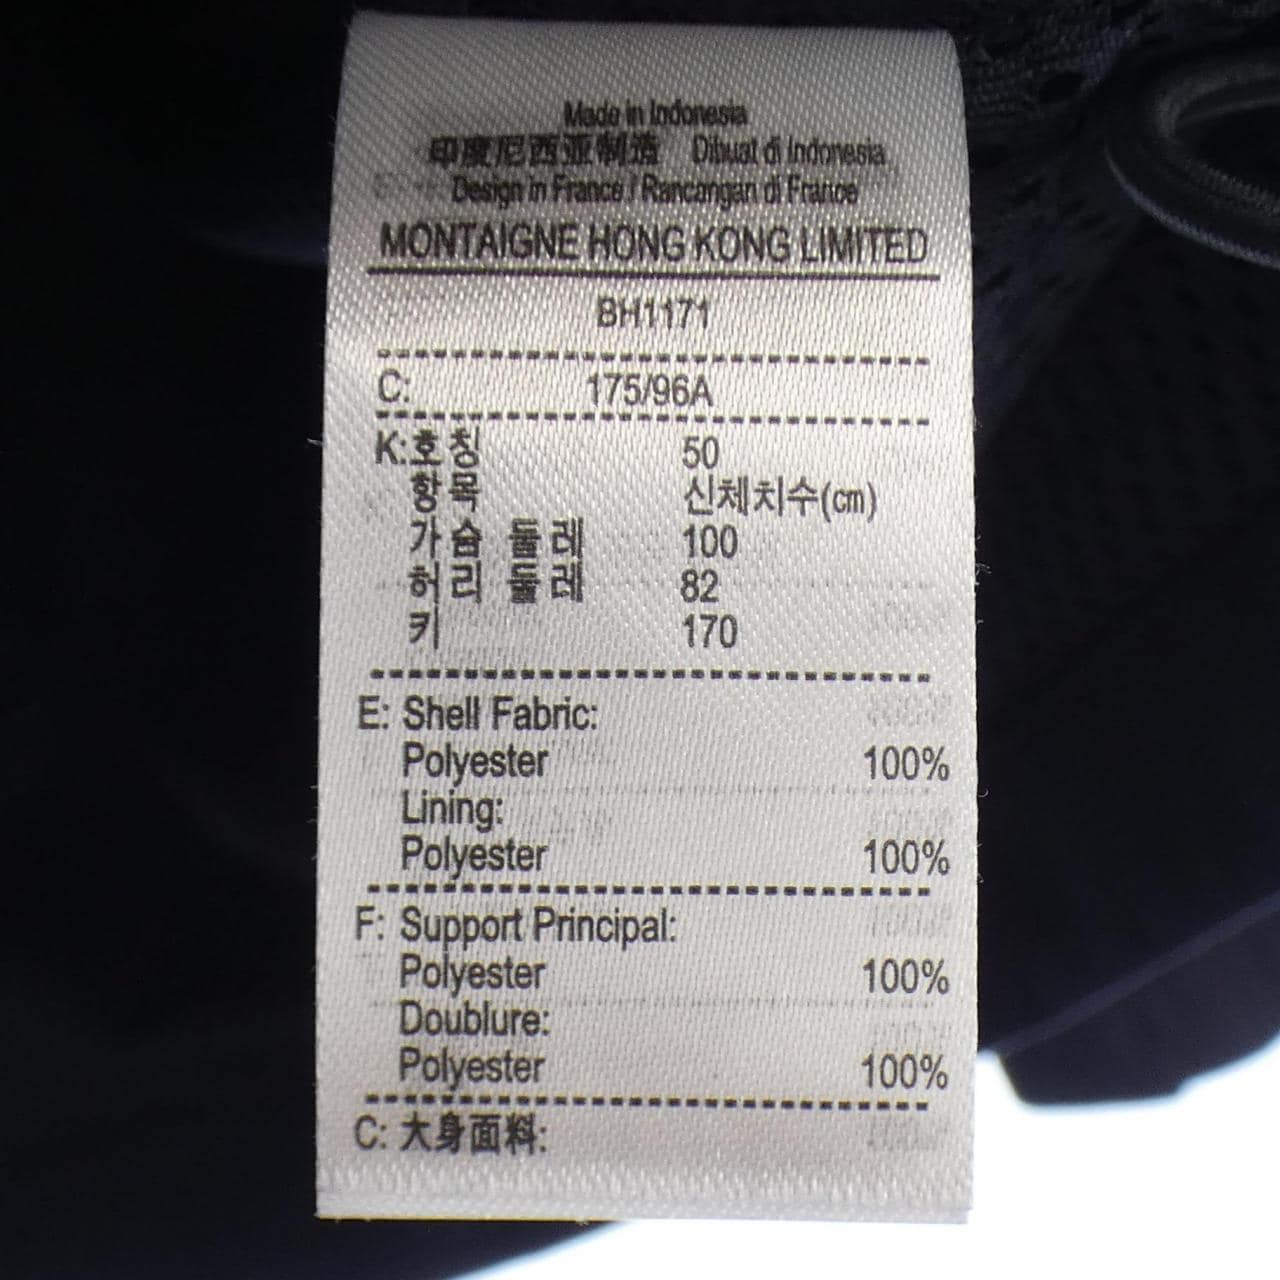 Made in Indonesia
印度尼西亚制造 Dibuat di Indonesia
Design in France / Rancangan di France
MONTAIGNE HONG KONG LIMITED
BH1171
C: 175/96A
K:호칭 50
항목 신체치수(cm)
가슴 둘레 100
허리 둘레 82
키 170
E: Shell Fabric:
Polyester 100%
Lining:
Polyester 100%
F: Support Principal:
Polyester 100%
Doublure:
Polyester 100%
C: 大身面料: